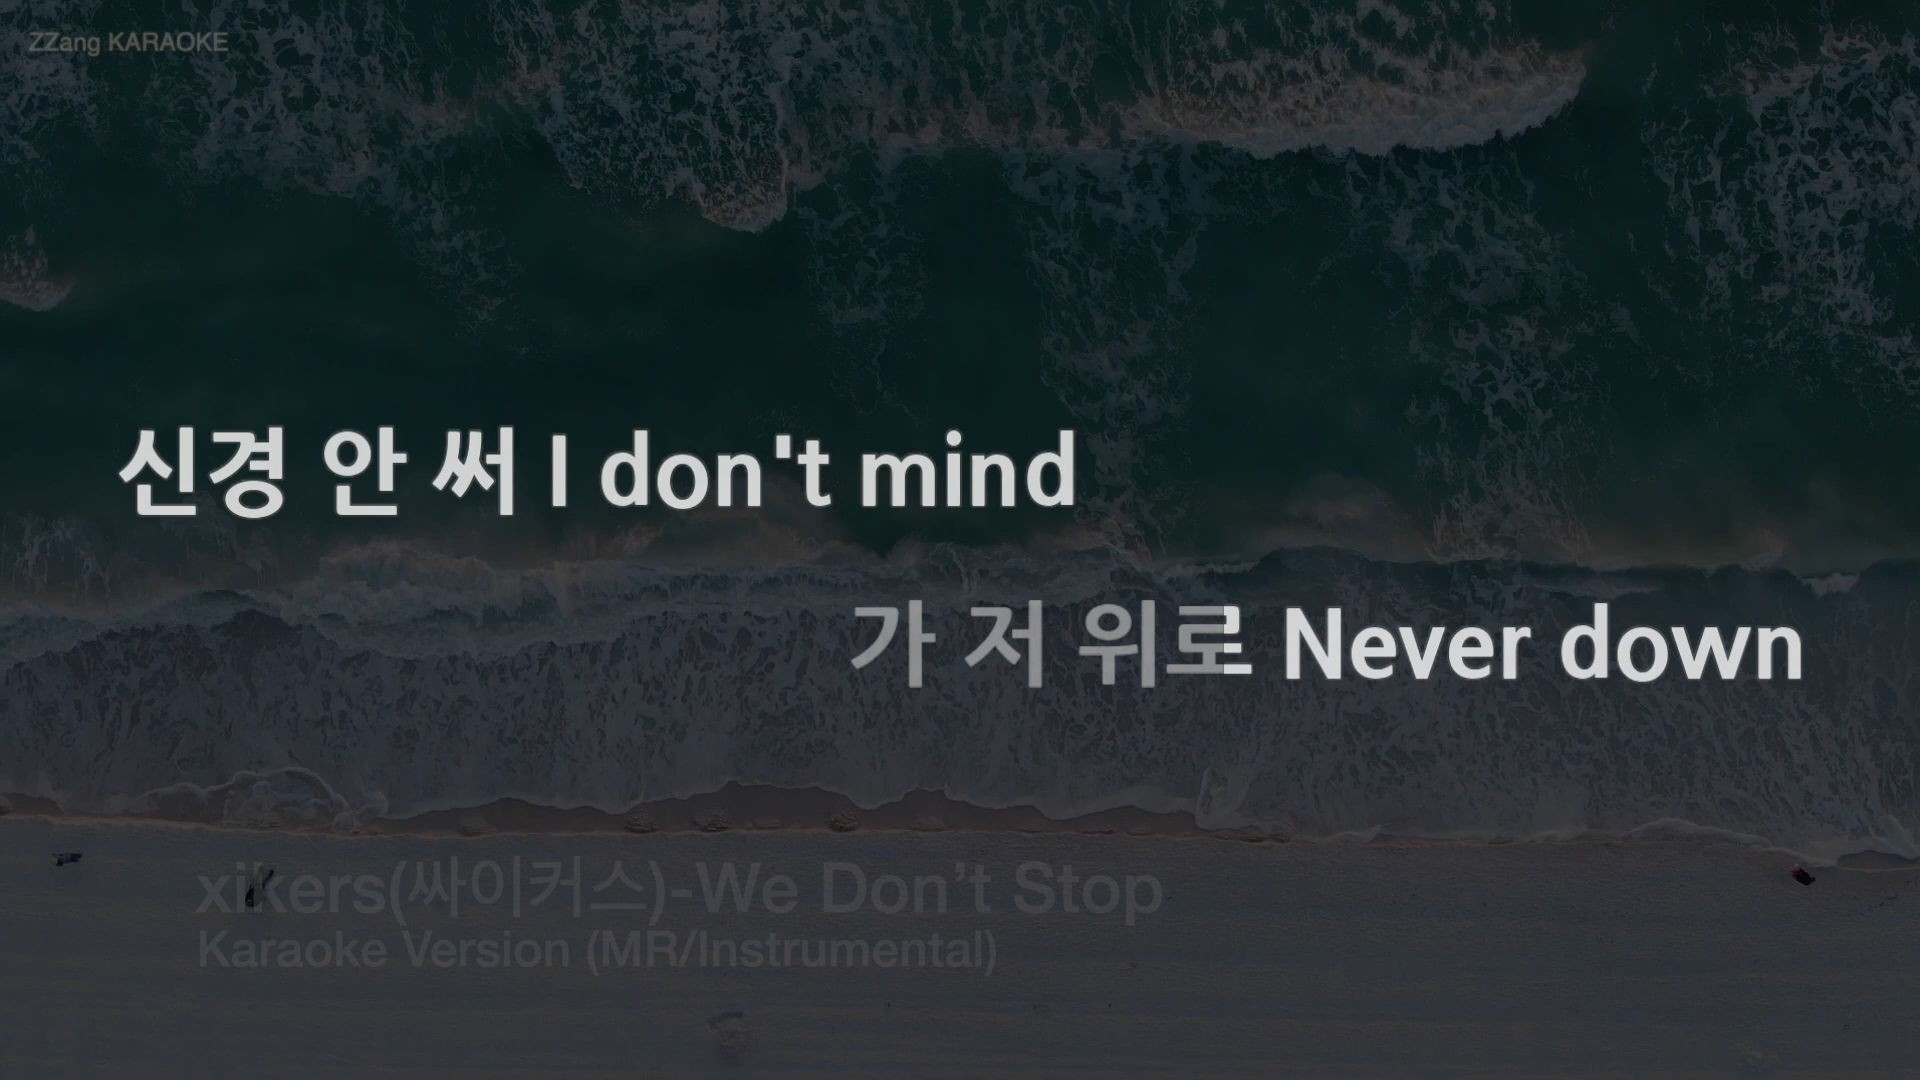 ZZang KARAOKE
신경 안 써 I don't mind
가 저 위로 Never down
xikers(싸이커스)-We Don’t Stop
Karaoke Version (MR/Instrumental)